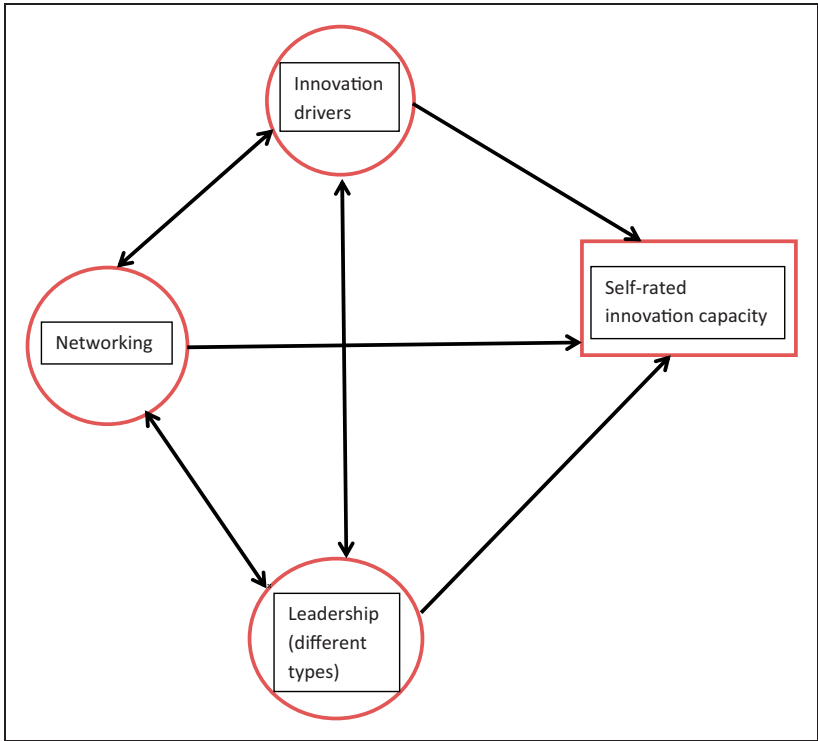 Innovation
drivers
Self-rated
innovation capacity
Networking
Leadership
(different
types)